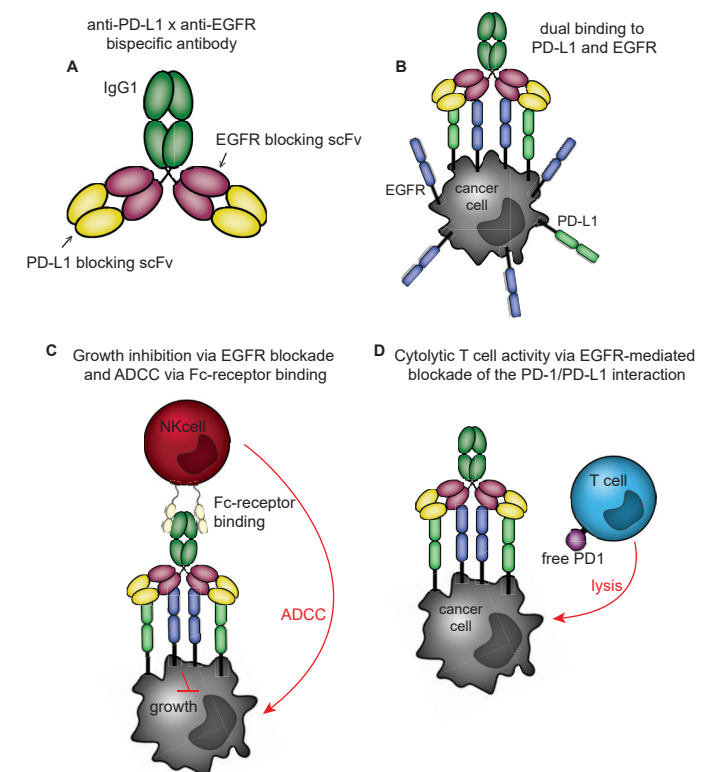 anti-PD-L1 x anti-EGFR
bispecific antibody
A
IgG1
EGFR blocking scFv
PD-L1 blocking scFv
dual binding to
PD-L1 and EGFR
B
EGFR
cancer
cell
PD-L1
C Growth inhibition via EGFR blockade
and ADCC via Fc-receptor binding
NKcell
Fc-receptor
binding
ADCC
growth
D Cytolytic T cell activity via EGFR-mediated
blockade of the PD-1/PD-L1 interaction
T cell
free PD1
lysis
cancer
cell